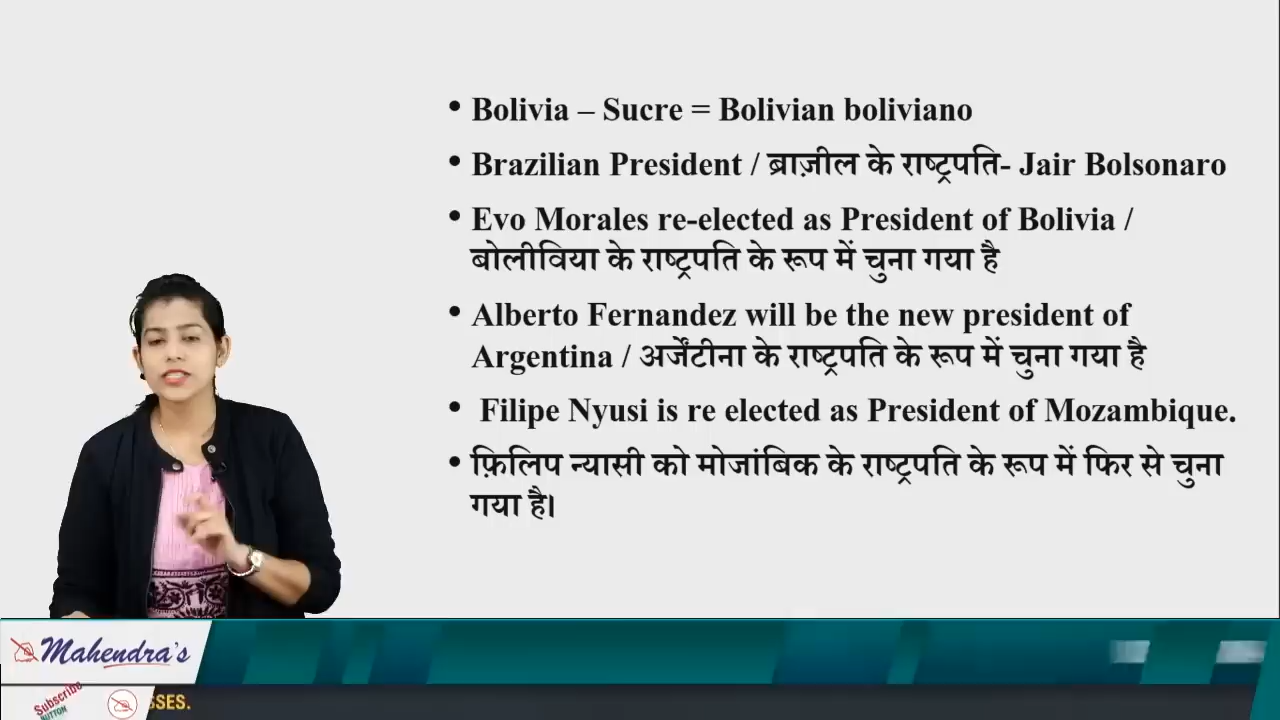 • Bolivia – Sucre = Bolivian boliviano
• Brazilian President / ब्राज़ील के राष्ट्रपति- Jair Bolsonaro
• Evo Morales re-elected as President of Bolivia /
बोलीविया के राष्ट्रपति के रूप में चुना गया है
• Alberto Fernandez will be the new president of
Argentina / अर्जेंटीना के राष्ट्रपति के रूप में चुना गया है
• Filipe Nyusi is re elected as President of Mozambique.
• फ़िलिप न्यासी को मोजांबिक के राष्ट्रपति के रूप में फिर से चुना
गया है।
Mahendra's
Subscribe
BUTTON
SSES.